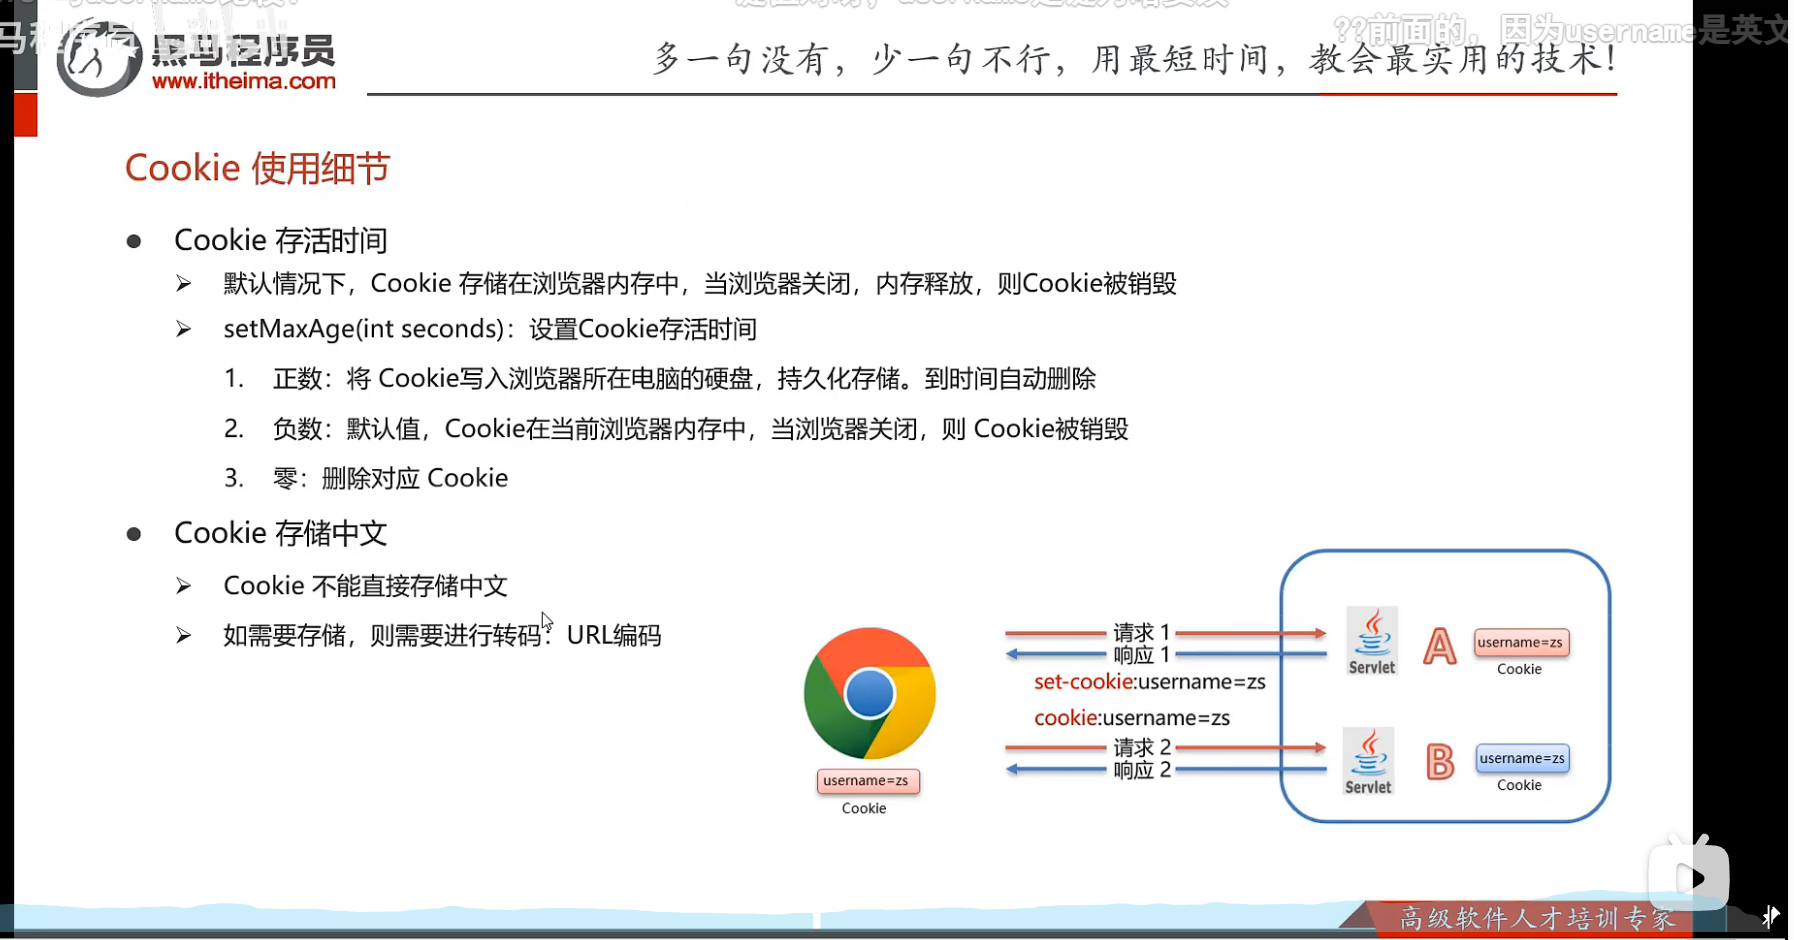 ??前面的，因为username是英文
黑马程序员
www.itheima.com
多一句没有，少一句不行，用最短时间，教会最实用的技术！
Cookie 使用细节
● Cookie 存活时间
➢ 默认情况下，Cookie 存储在浏览器内存中，当浏览器关闭，内存释放，则Cookie被销毁
➢ setMaxAge(int seconds)：设置Cookie存活时间
1. 正数：将 Cookie写入浏览器所在电脑的硬盘，持久化存储。到时间自动删除
2. 负数：默认值，Cookie在当前浏览器内存中，当浏览器关闭，则 Cookie被销毁
3. 零：删除对应 Cookie
● Cookie 存储中文
➢ Cookie 不能直接存储中文
➢ 如需要存储，则需要进行转码：URL编码
username=zs
Cookie
请求 1
响应 1
set-cookie:username=zs
cookie:username=zs
请求 2
响应 2
Servlet
A
username=zs
Cookie
Servlet
B
username=zs
Cookie
高级软件人才培训专家